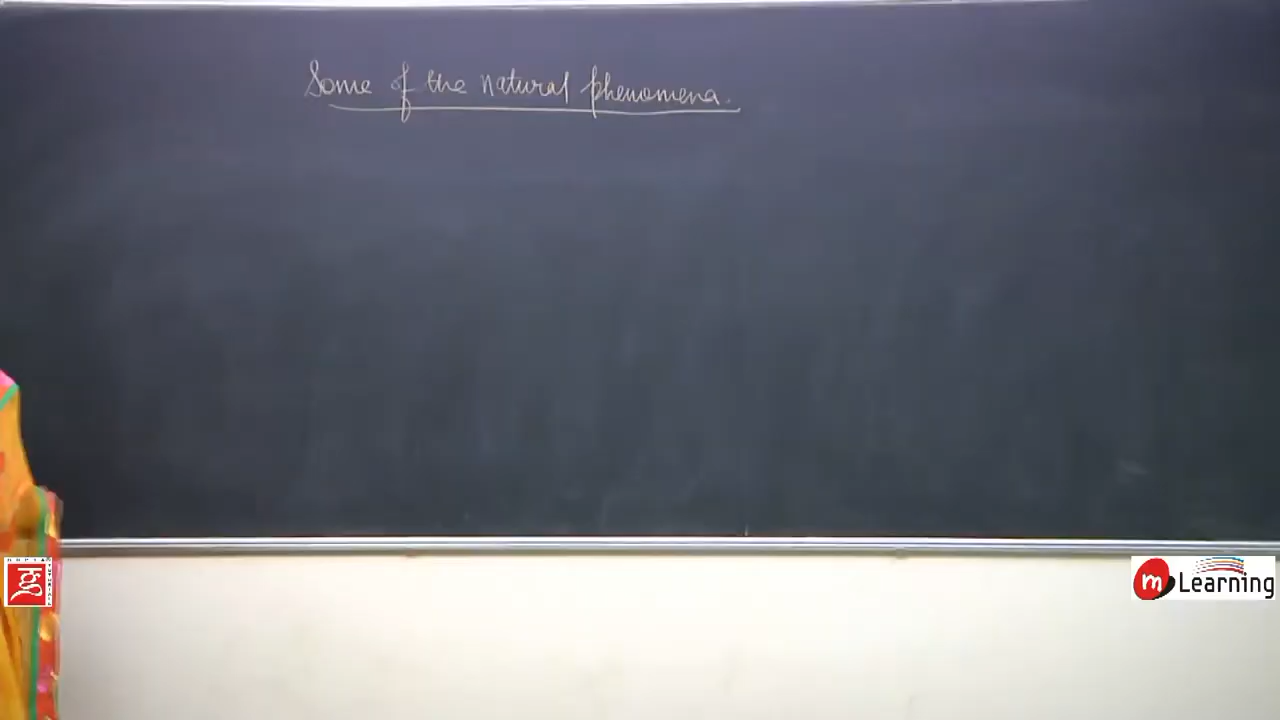 Some of the natural phenomena.
ग
m Learning